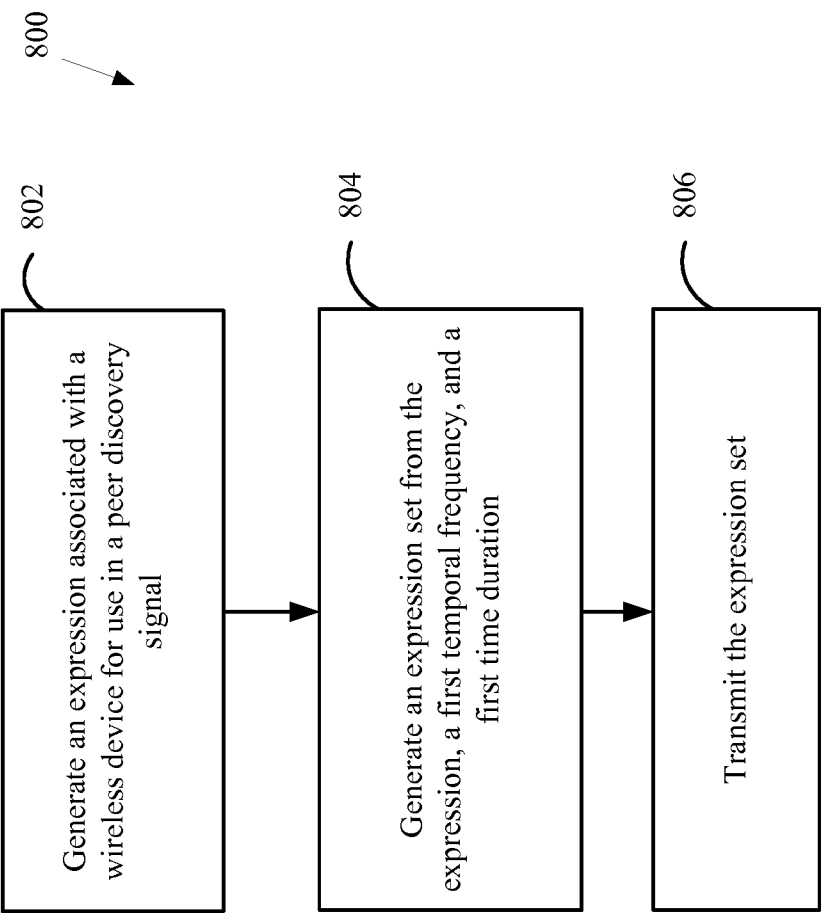 800
802
Generate an expression associated with a
wireless device for use in a peer discovery
signal
804
Generate an expression set from the
expression, a first temporal frequency, and a
first time duration
806
Transmit the expression set